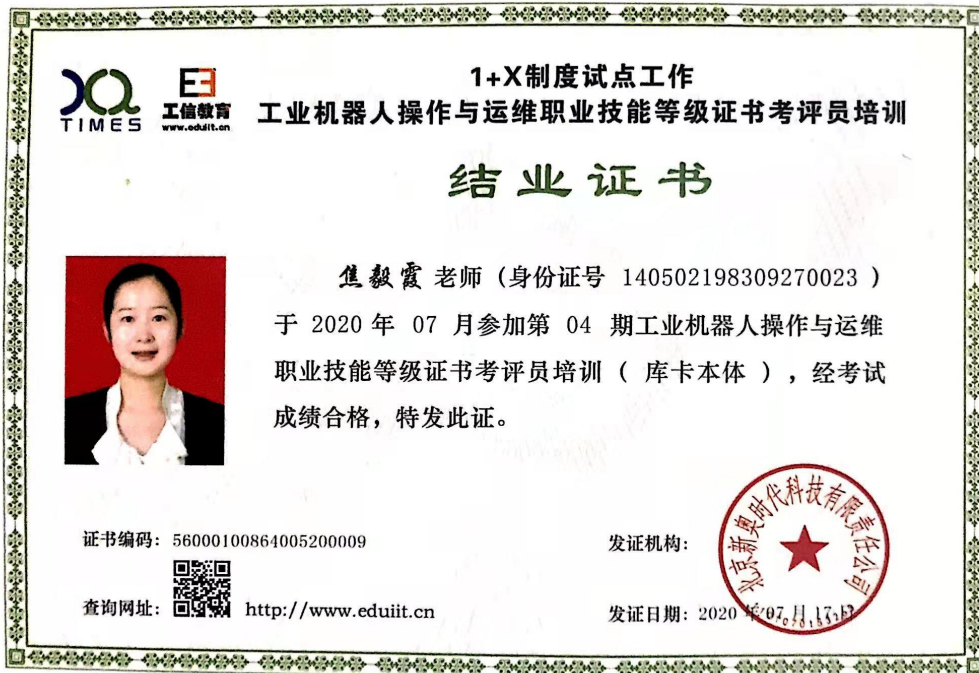 1+X制度试点工作
TIMES
工信教育
www.eduiit.cn
工业机器人操作与运维职业技能等级证书考评员培训
结业证书
焦毅霞 老师（身份证号 140502198309270023 ）
于 2020 年 07 月参加第 04 期工业机器人操作与运维
职业技能等级证书考评员培训（ 库卡本体 ），经考试
成绩合格，特发此证。
证书编码：56000100864005200009
发证机构：
北京新奥时代科技有限责任公司
查询网址：
http://www.eduiit.cn
发证日期：2020 年 07 月 17 日